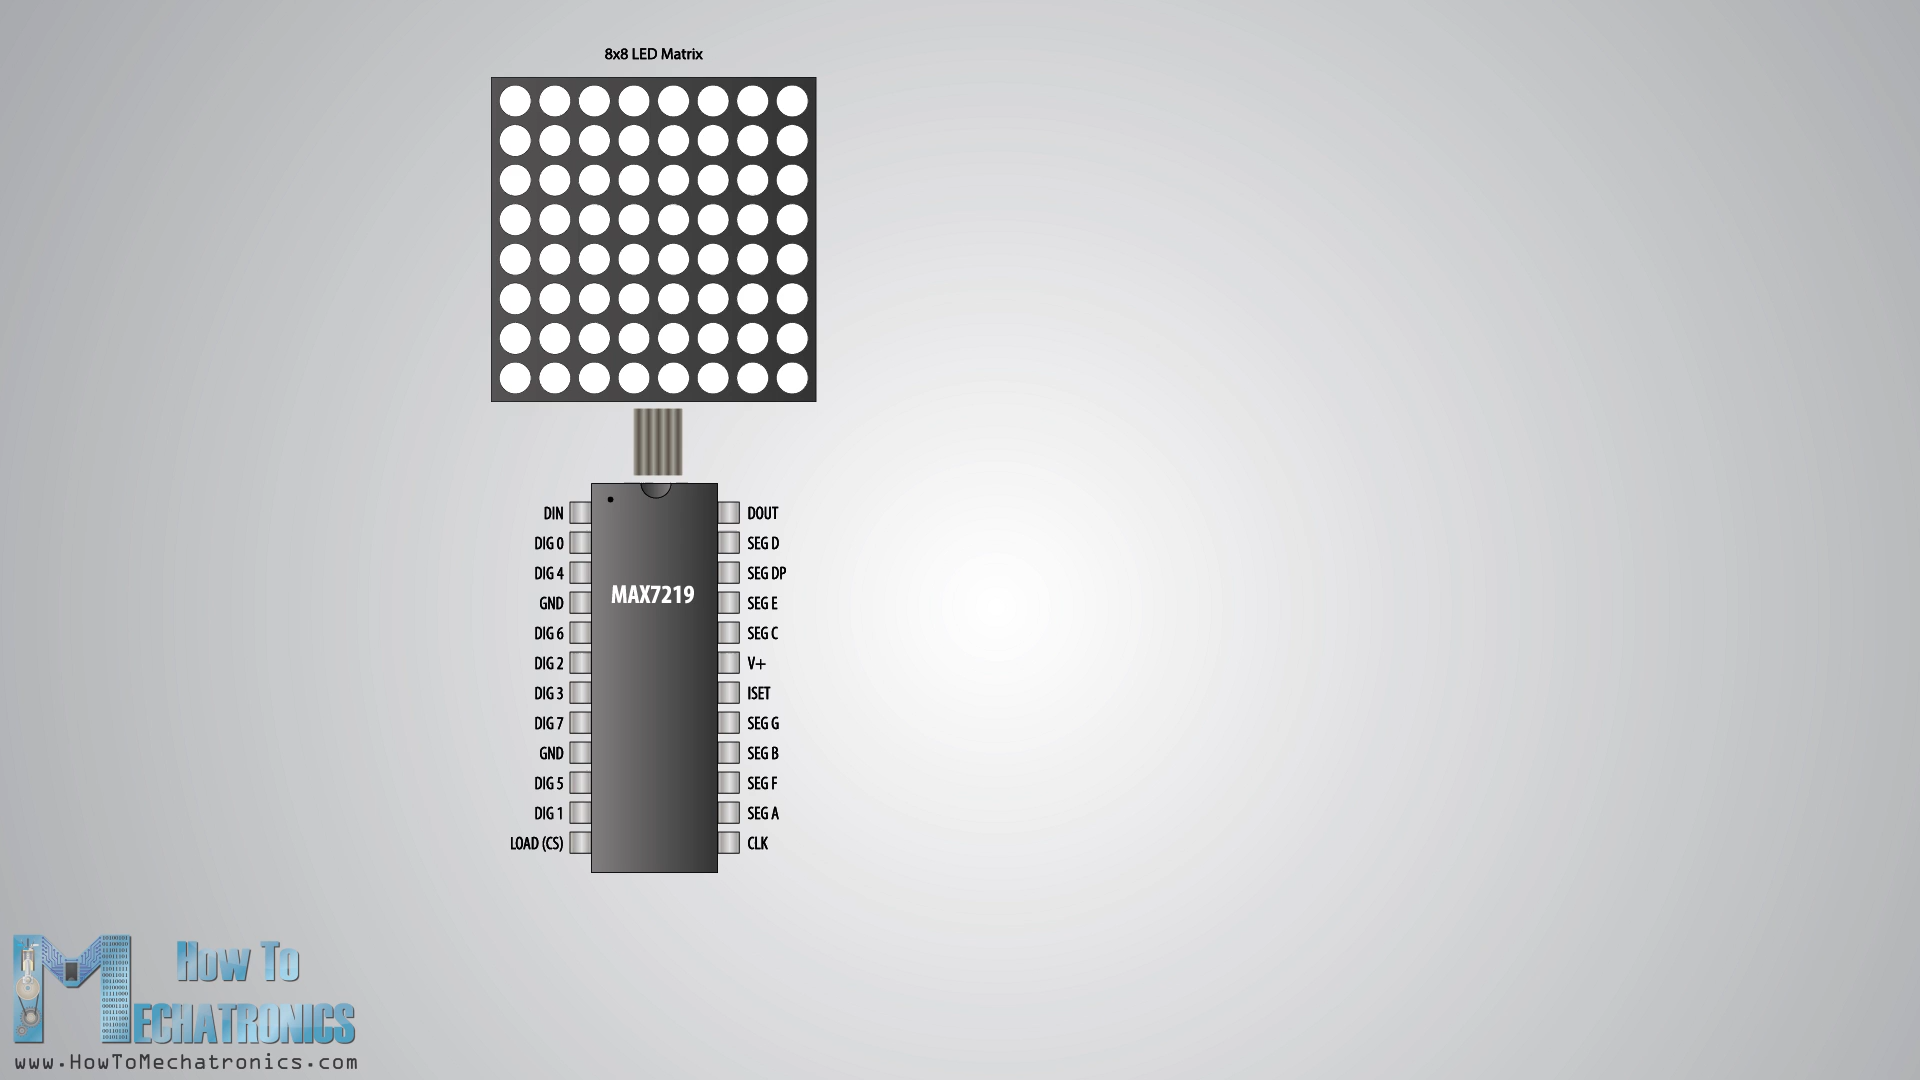 8x8 LED Matrix
DIN
DOUT
DIG 0
SEG D
DIG 4
SEG DP
MAX7219
GND
SEG E
DIG 6
SEG C
DIG 2
V+
DIG 3
ISET
DIG 7
SEG G
GND
SEG B
DIG 5
SEG F
DIG 1
SEG A
LOAD (CS)
CLK
How To
MECHATRONICS
www.HowToMechatronics.com